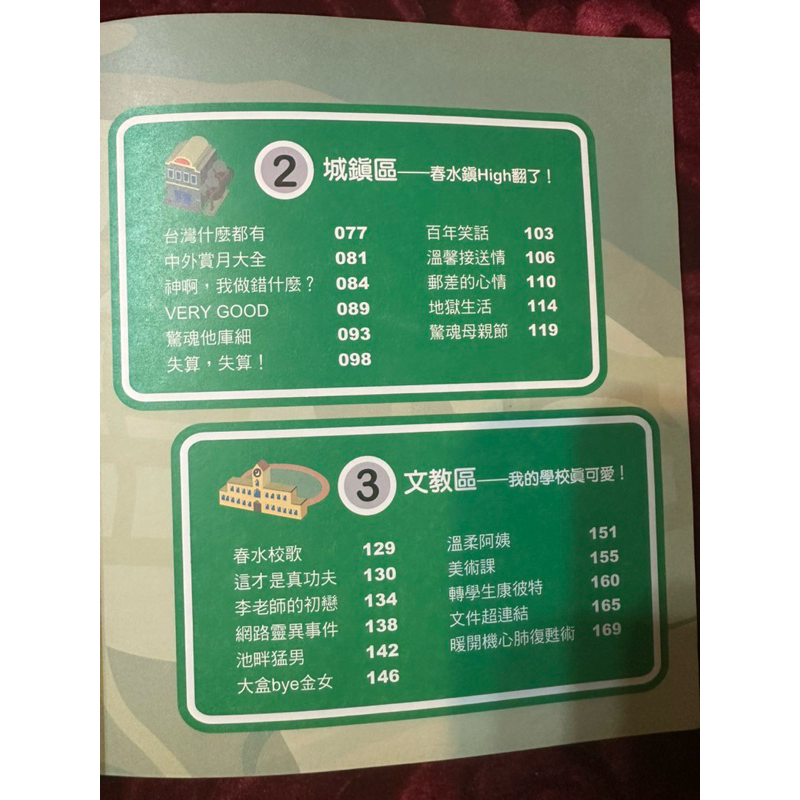 2 城鎮區——春水鎮High翻了！
台灣什麼都有 077
中外賞月大全 081
神啊，我做錯什麼？ 084
VERY GOOD 089
驚魂他庫細 093
失算，失算！ 098
百年笑話 103
溫馨接送情 106
郵差的心情 110
地獄生活 114
驚魂母親節 119
3 文教區——我的學校真可愛！
春水校歌 129
這才是真功夫 130
李老師的初戀 134
網路靈異事件 138
池畔猛男 142
大盒bye金女 146
溫柔阿姨 151
美術課 155
轉學生康彼特 160
文件超連結 165
暖開機心肺復甦術 169